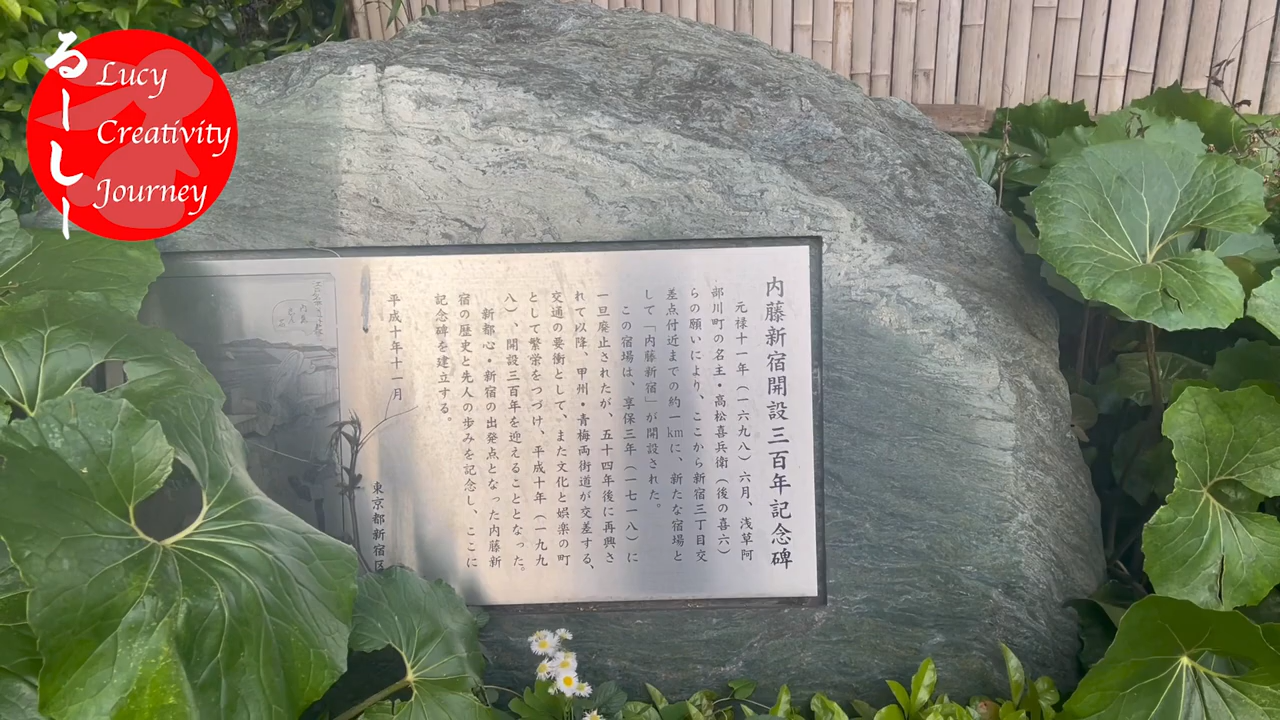 るーしー
Lucy
Creativity
Journey
内藤新宿開設三百年記念碑
元禄十一年（一六九八）六月、浅草阿
部川町の名主・高松喜兵衛（後の喜六）
らの願いにより、ここから新宿三丁目交
差点付近までの約一kmに、新たな宿場と
して「内藤新宿」が開設された。
この宿場は、享保三年（一七一八）に
一旦廃止されたが、五十四年後に再興さ
れて以降、甲州・青梅両街道が交差する、
交通の要衝として、また文化と娯楽の町
として繁栄をつづけ、平成十年（一九九
八）、開設三百年を迎えることとなった。
新都心・新宿の出発点となった内藤新
宿の歴史と先人の歩みを記念し、ここに
記念碑を建立する。
平成十年十一月
東京都新宿区